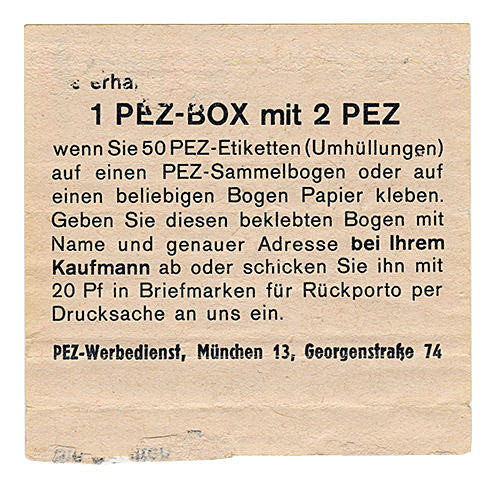 erhal
1 PEZ-BOX mit 2 PEZ
wenn Sie 50 PEZ-Etiketten (Umhüllungen)
auf einen PEZ-Sammelbogen oder auf
einen beliebigen Bogen Papier kleben.
Geben Sie diesen beklebten Bogen mit
Name und genauer Adresse bei Ihrem
Kaufmann ab oder schicken Sie ihn mit
20 Pf in Briefmarken für Rückporto per
Drucksache an uns ein.
PEZ-Werbedienst, München 13, Georgenstraße 74